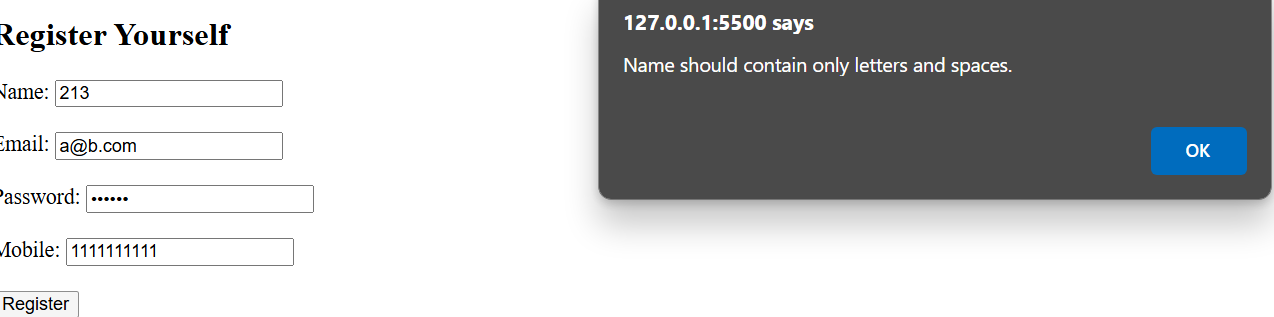 Register Yourself
Name: 213
Email: a@b.com
Password: ••••••
Mobile: 1111111111
Register
127.0.0.1:5500 says
Name should contain only letters and spaces.
OK